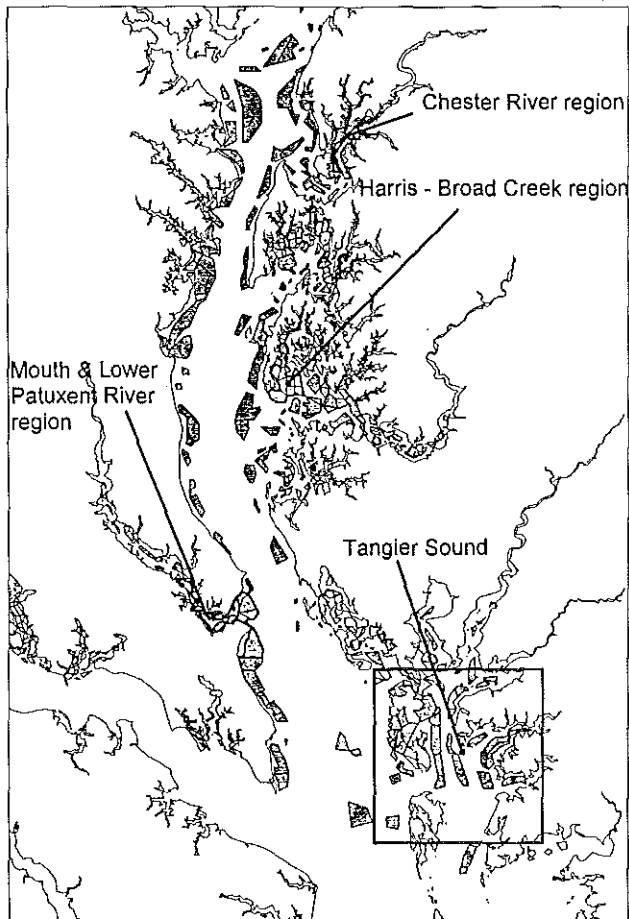 Chester River region
Harris - Broad Creek region
Mouth & Lower
Patuxent River
region
Tangier Sound